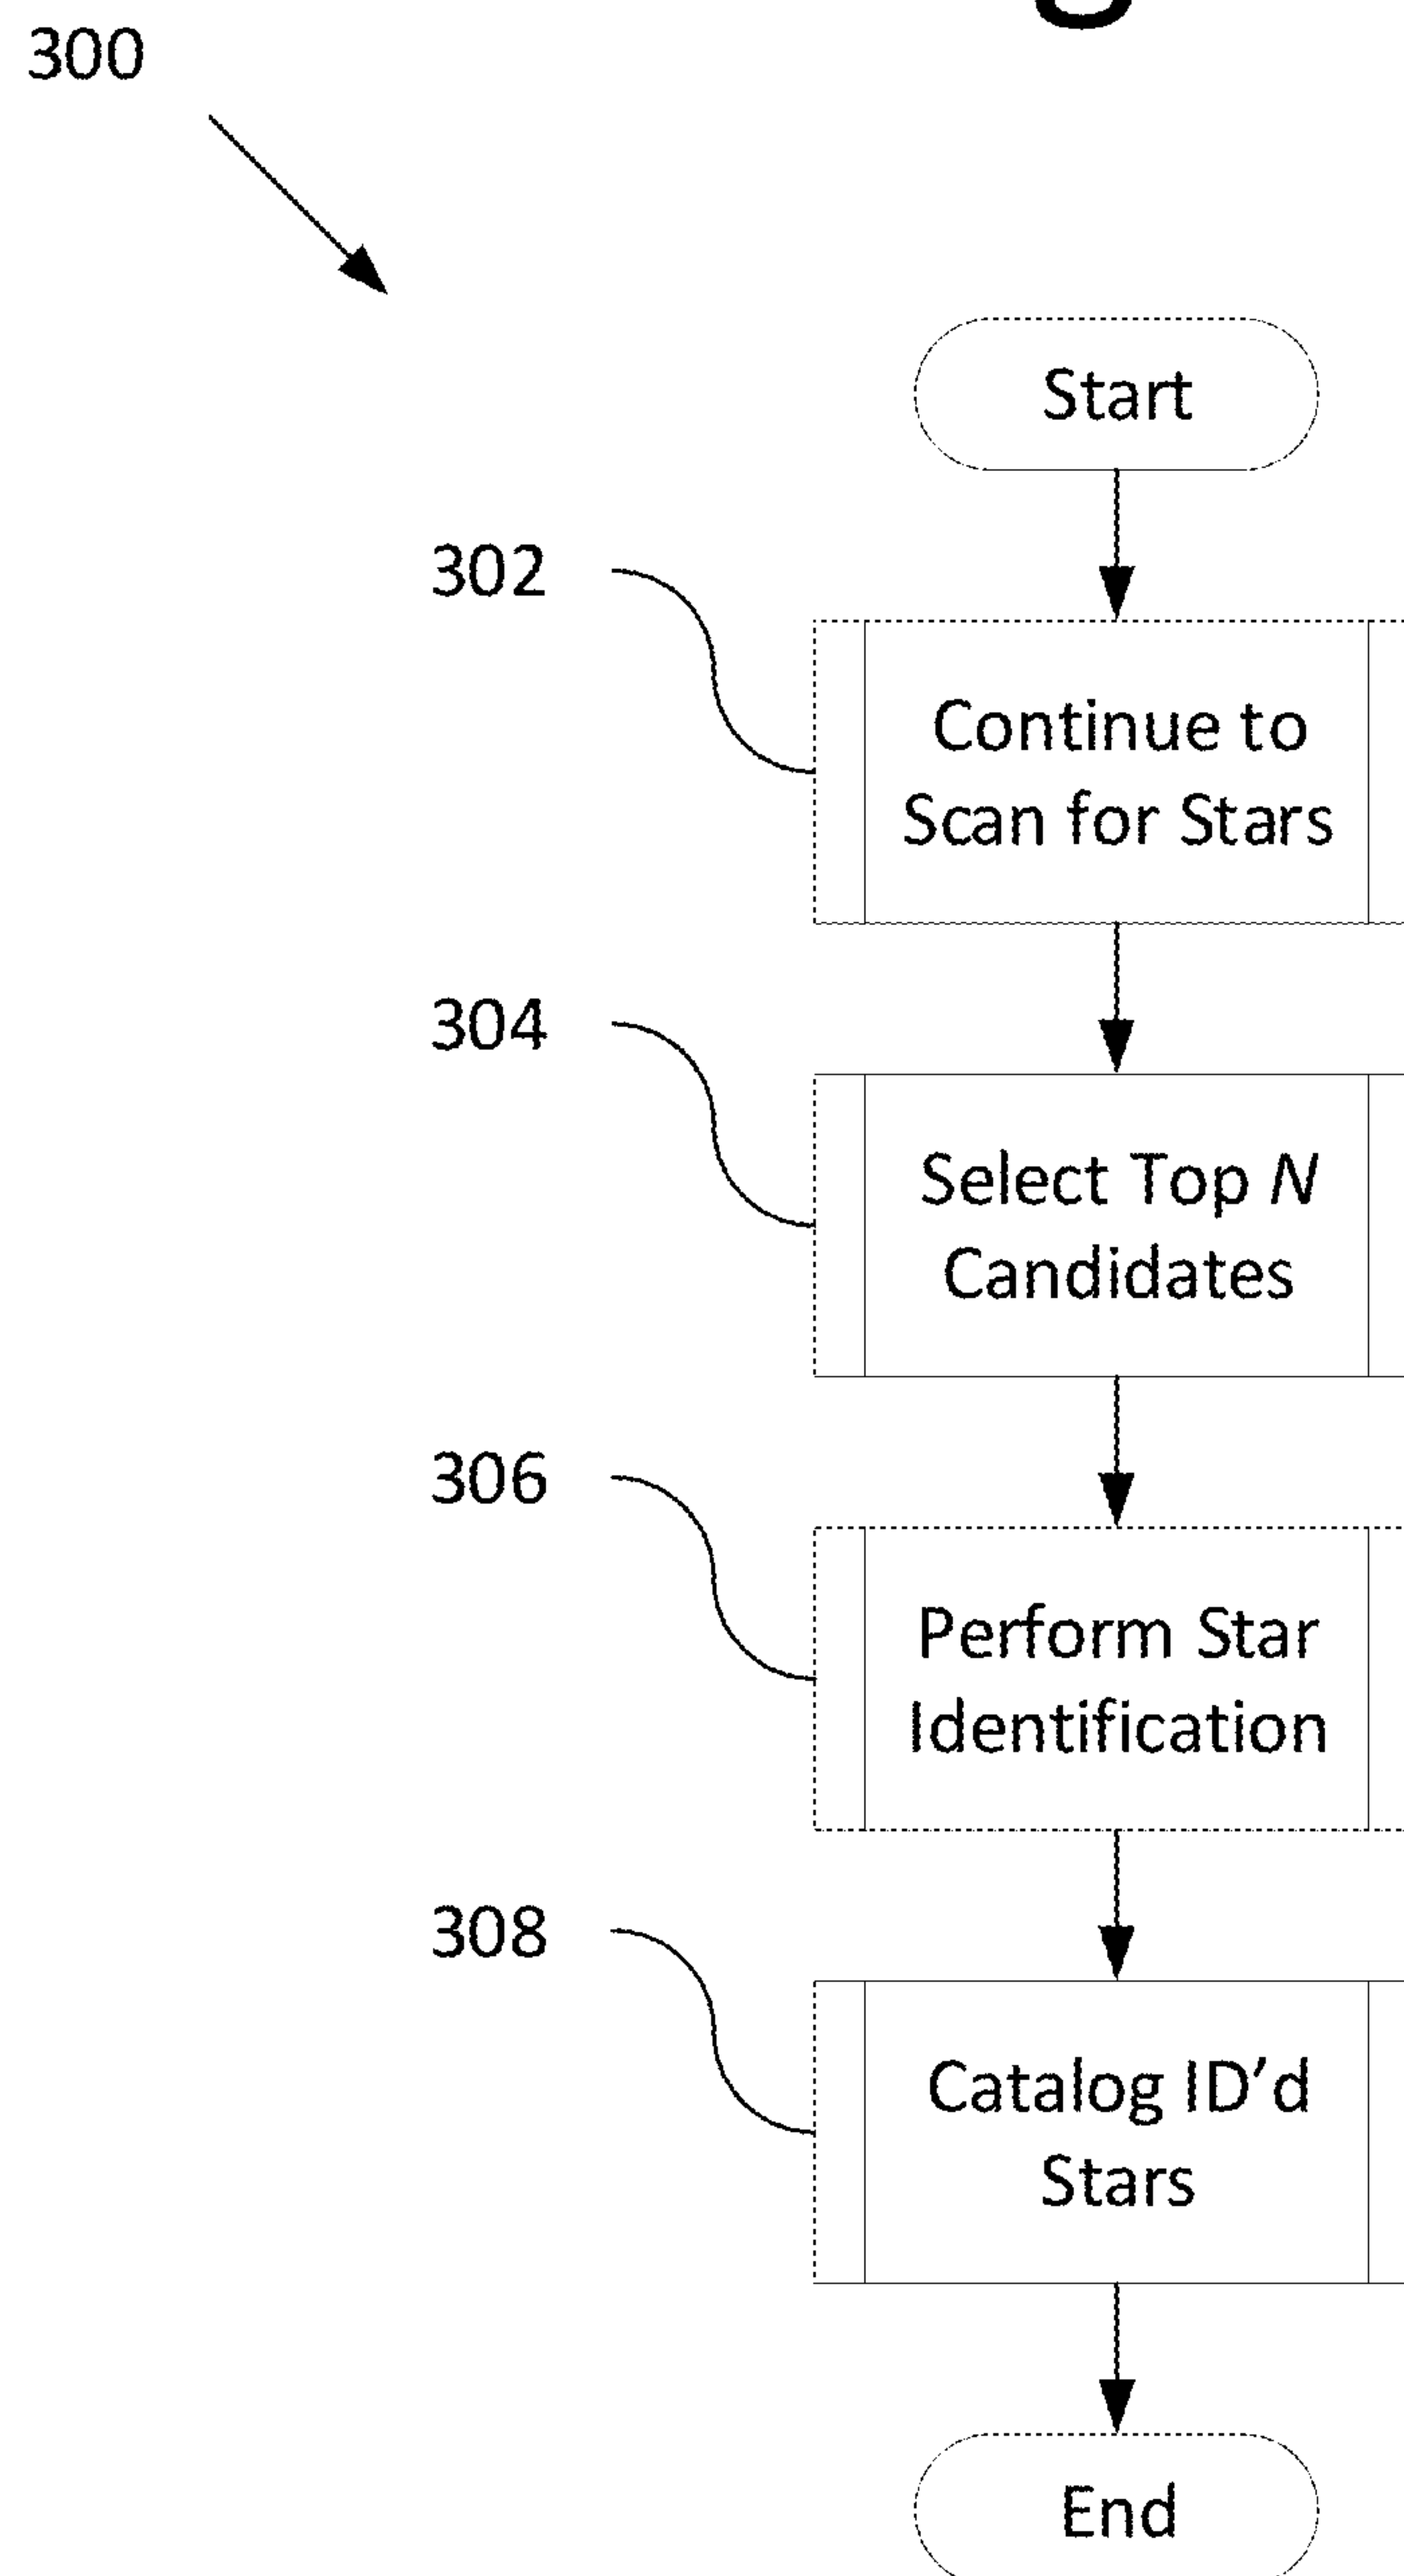 300
Start
302
Continue to
Scan for Stars
304
Select Top N
Candidates
306
Perform Star
Identification
308
Catalog ID'd
Stars
End